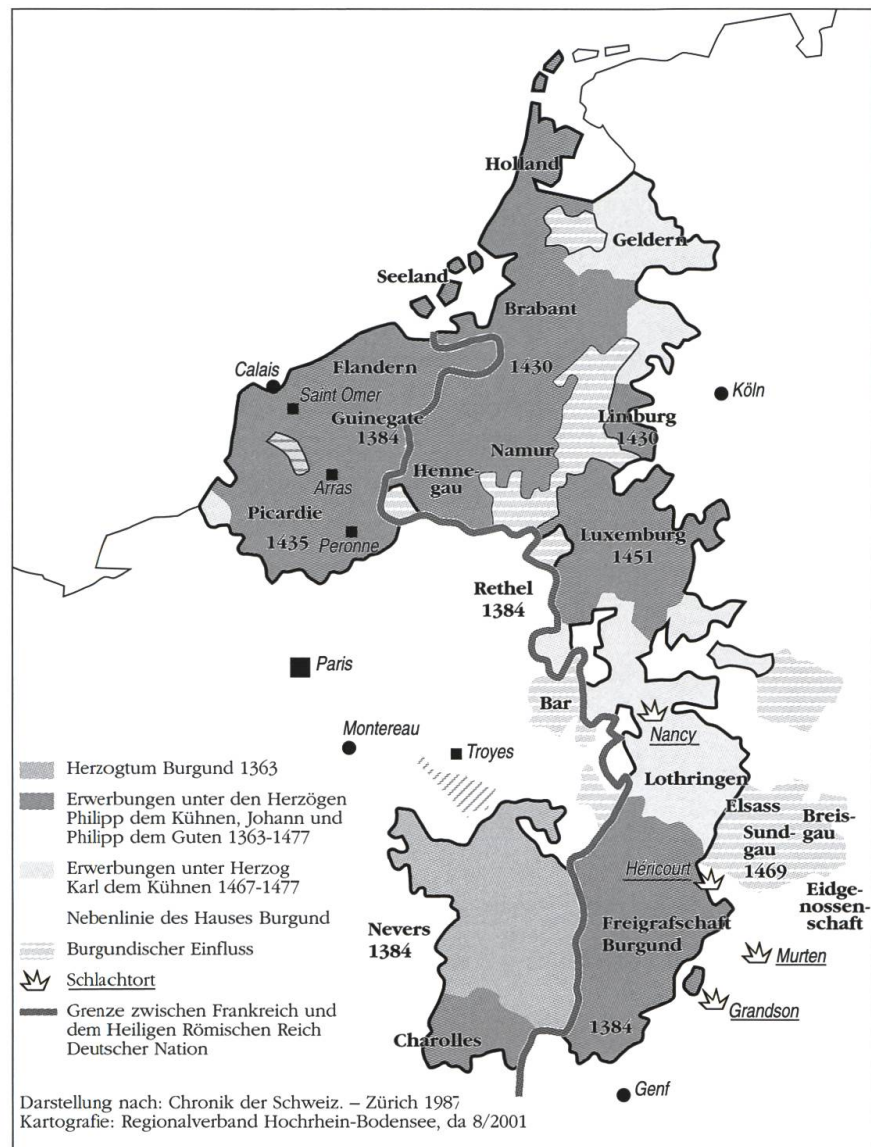 Holland
Geldern
Seeland
Brabant
Flandern
1430
Calais
Saint Omer
Köln
Guinegate
1384
Limburg
1430
Namur
Henne-
gau
Arras
Picardie
1435
Peronne
Luxemburg
1451
Rethel
1384
Paris
Bar
Nancy
Montereau
Troyes
Lothringen
Elsass
Breis-
gau
Sund-
gau
1469
Héricourt
Eidge-
nossen-
schaft
Nevers
1384
Freigrafschaft
Burgund
Murten
Grandson
1384
Charolles
Genf
Herzogtum Burgund 1363
Erwerbungen unter den Herzögen
Philipp dem Kühnen, Johann und
Philipp dem Guten 1363-1477
Erwerbungen unter Herzog
Karl dem Kühnen 1467-1477
Nebenlinie des Hauses Burgund
Burgundischer Einfluss
Schlachtort
Grenze zwischen Frankreich und
dem Heiligen Römischen Reich
Deutscher Nation
Darstellung nach: Chronik der Schweiz. – Zürich 1987
Kartografie: Regionalverband Hochrhein-Bodensee, da 8/2001